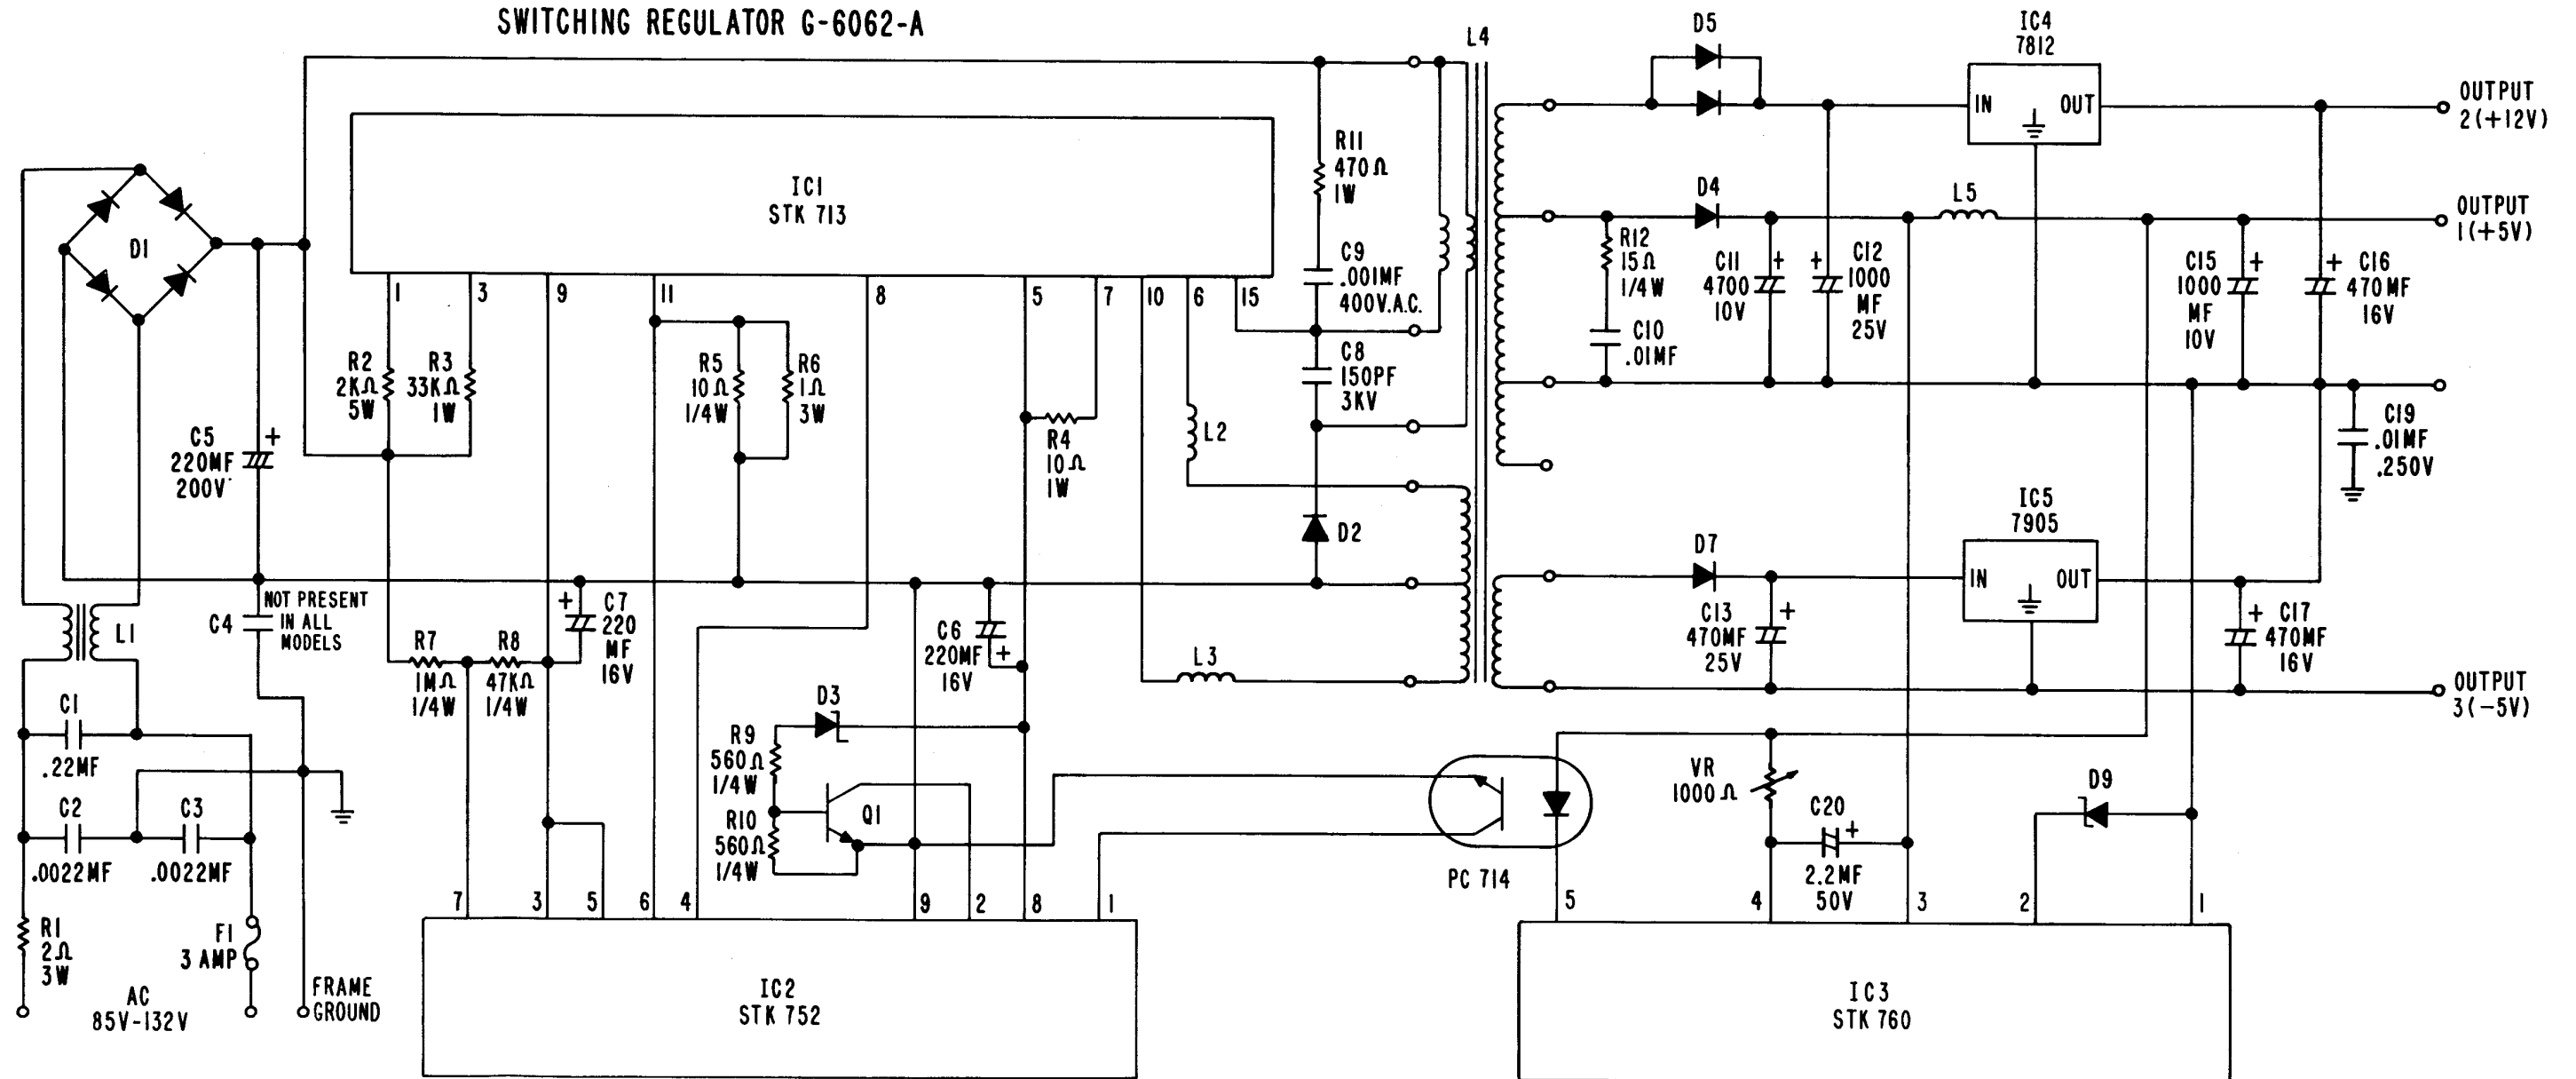 SWITCHING REGULATOR G-6062-A
D1
C5
220MF
200V
+
C4
NOT PRESENT
IN ALL
MODELS
L1
C1
.22MF
C2
.0022MF
C3
.0022MF
R1
2Ω
3W
F1
3 AMP
AC
85V-132V
FRAME
GROUND
IC1
STK 713
1
3
9
11
8
5
7
10
6
15
R2
2KΩ
5W
R3
33KΩ
1W
R5
10Ω
1/4W
R6
1Ω
3W
R4
10Ω
1W
R7
1MΩ
1/4W
R8
47KΩ
1/4W
+
C7
220
MF
16V
C6
220MF
16V
+
D3
R9
560Ω
1/4W
R10
560Ω
1/4W
Q1
7
3
5
6
4
9
2
8
1
IC2
STK 752
R11
470Ω
1W
C9
.001MF
400V.A.C.
C8
150PF
3KV
D2
L2
L3
L4
D5
D4
R12
15Ω
1/4W
C10
.01MF
C11
4700
10V
+
+
C12
1000
MF
25V
IC4
7812
IN
OUT
L5
C15
1000
MF
10V
+
+
C16
470MF
16V
C19
.01MF
.250V
OUTPUT
2(+12V)
OUTPUT
1(+5V)
D7
C13
470MF
25V
+
IC5
7905
IN
OUT
+
C17
470MF
16V
OUTPUT
3(-5V)
PC 714
VR
1000Ω
C20
+
2.2MF
50V
D9
5
4
3
2
1
IC3
STK 760